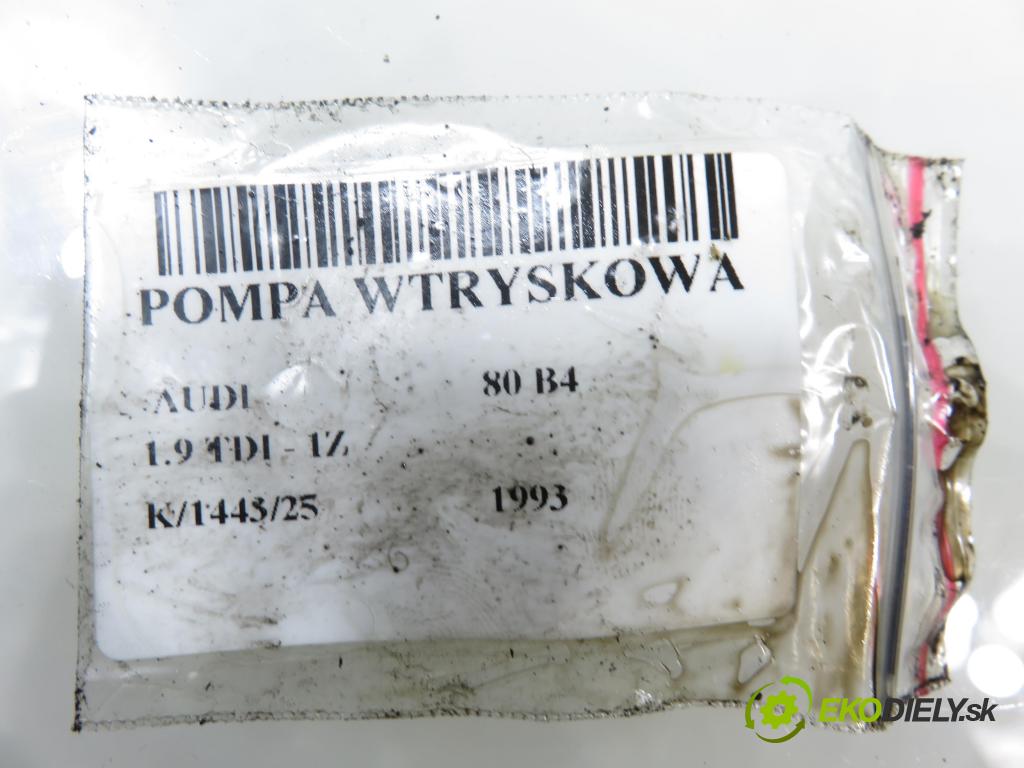 POMPA WTRYSKOWA
AUDI 80 B4
1.9 TDI - 1Z
K/1443/25 1993
EKODIELY.sk